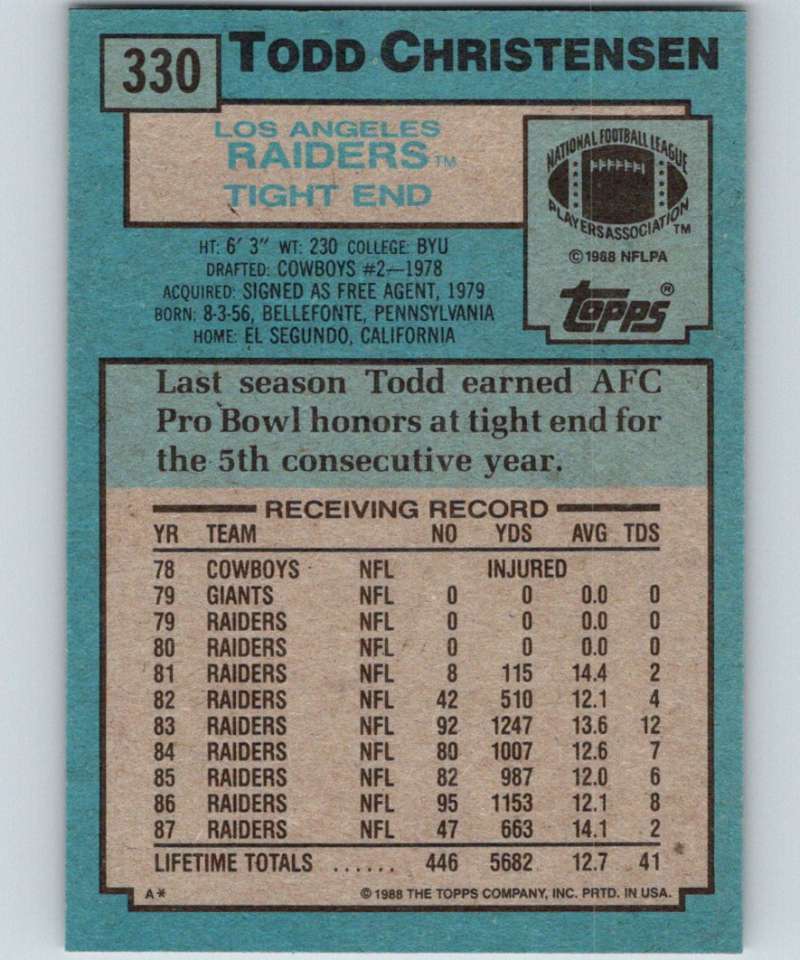 330 TODD CHRISTENSEN
LOS ANGELES
RAIDERS TM
TIGHT END
NATIONAL FOOTBALL LEAGUE
PLAYERS ASSOCIATION TM
© 1988 NFLPA
topps ®
HT: 6' 3" WT: 230 COLLEGE: BYU
DRAFTED: COWBOYS #2—1978
ACQUIRED: SIGNED AS FREE AGENT, 1979
BORN: 8-3-56, BELLEFONTE, PENNSYLVANIA
HOME: EL SEGUNDO, CALIFORNIA
Last season Todd earned AFC
Pro Bowl honors at tight end for
the 5th consecutive year.
RECEIVING RECORD
YR TEAM NO YDS AVG TDS
78 COWBOYS NFL INJURED
79 GIANTS NFL 0 0 0.0 0
79 RAIDERS NFL 0 0 0.0 0
80 RAIDERS NFL 0 0 0.0 0
81 RAIDERS NFL 8 115 14.4 2
82 RAIDERS NFL 42 510 12.1 4
83 RAIDERS NFL 92 1247 13.6 12
84 RAIDERS NFL 80 1007 12.6 7
85 RAIDERS NFL 82 987 12.0 6
86 RAIDERS NFL 95 1153 12.1 8
87 RAIDERS NFL 47 663 14.1 2
LIFETIME TOTALS ...... 446 5682 12.7 41
A* © 1988 THE TOPPS COMPANY, INC. PRTD. IN USA.